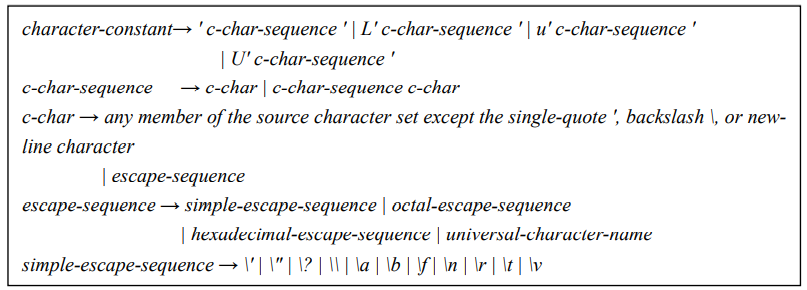 character-constant→ ' c-char-sequence ' | L' c-char-sequence ' | u' c-char-sequence '
| U' c-char-sequence '
c-char-sequence → c-char | c-char-sequence c-char
c-char → any member of the source character set except the single-quote ', backslash \, or new-
line character
| escape-sequence
escape-sequence → simple-escape-sequence | octal-escape-sequence
| hexadecimal-escape-sequence | universal-character-name
simple-escape-sequence → \' | \" | \? | \\ | \a | \b | \f | \n | \r | \t | \v